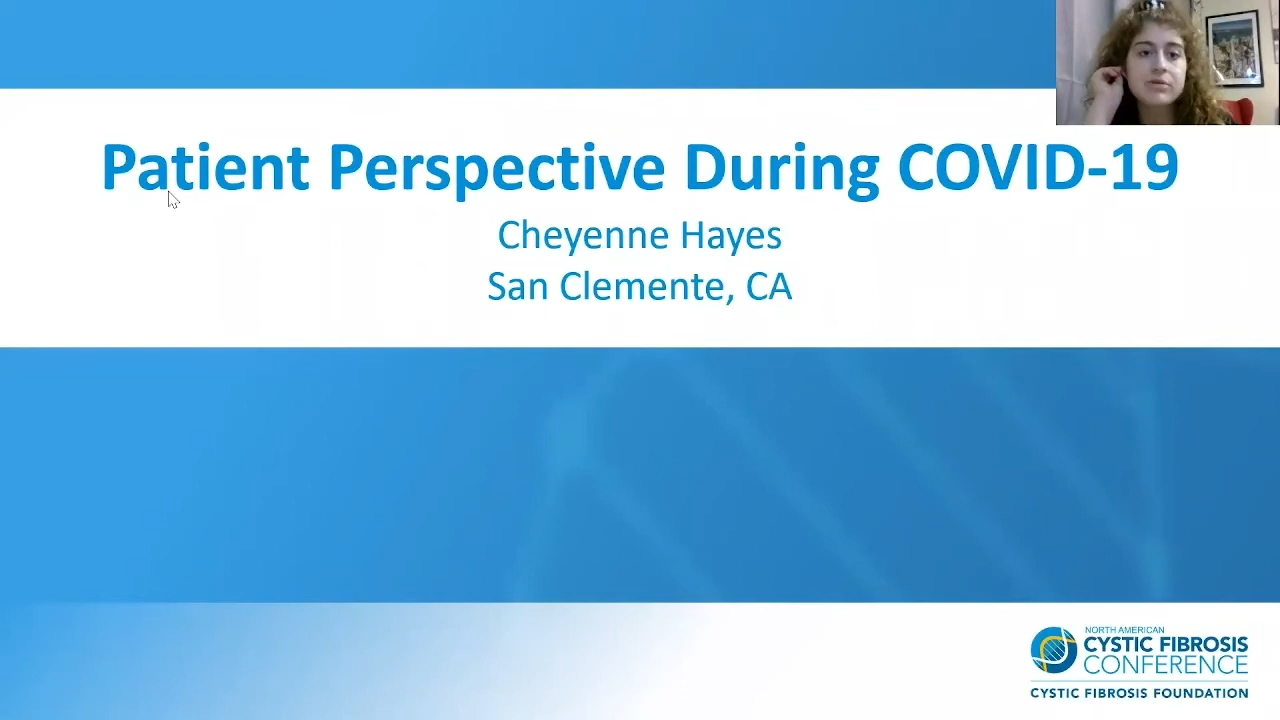 Patient Perspective During COVID-19
Cheyenne Hayes
San Clemente, CA
NORTH AMERICAN
CYSTIC FIBROSIS
CONFERENCE
CYSTIC FIBROSIS FOUNDATION